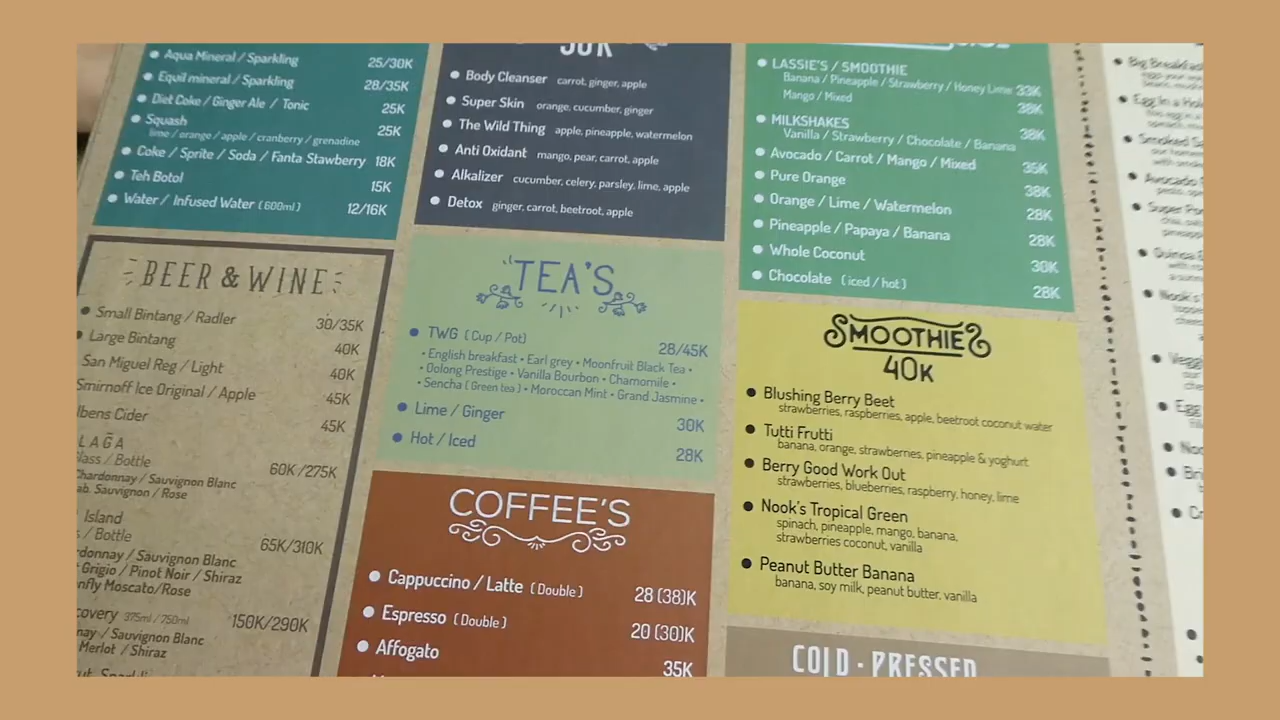 Aqua Mineral / Sparkling 25/30K
Equil mineral / Sparkling 28/35K
Diet Coke / Ginger Ale / Tonic 25K
Squash 25K
lime / orange / apple / cranberry / grenadine
Coke / Sprite / Soda / Fanta Stawberry 18K
Teh Botol 15K
Water / Infused Water (600ml) 12/16K
BEER & WINE
Small Bintang / Radler 30/35K
Large Bintang 40K
San Miguel Reg / Light 40K
Smirnoff Ice Original / Apple 45K
Cider 45K
/ Bottle 60K/275K
Chardonnay / Sauvignon Blanc
Sauvignon / Rose
Island
/ Bottle 65K/310K
/ Sauvignon Blanc
Grigio / Pinot Noir / Shiraz
Moscato/Rose
375ml / 750ml 150K/290K
/ Sauvignon Blanc
Merlot / Shiraz
Body Cleanser carrot, ginger, apple
Super Skin orange, cucumber, ginger
The Wild Thing apple, pineapple, watermelon
Anti Oxidant mango, pear, carrot, apple
Alkalizer cucumber, celery, parsley, lime, apple
Detox ginger, carrot, beetroot, apple
TEA'S
TWG (Cup / Pot) 28/45K
• English breakfast • Earl grey • Moonfruit Black Tea •
• Oolong Prestige • Vanilla Bourbon • Chamomile •
• Sencha (Green tea) • Moroccan Mint • Grand Jasmine •
Lime / Ginger 30K
Hot / Iced 28K
COFFEE'S
Cappuccino / Latte (Double) 28 (38)K
Espresso (Double) 20 (30)K
Affogato 35K
LASSIE'S / SMOOTHIE
Banana / Pineapple / Strawberry / Honey Lime 33K
Mango / Mixed 38K
MILKSHAKES 38K
Vanilla / Strawberry / Chocolate / Banana
Avocado / Carrot / Mango / Mixed 35K
Pure Orange 38K
Orange / Lime / Watermelon 28K
Pineapple / Papaya / Banana 28K
Whole Coconut 30K
Chocolate (iced / hot) 28K
SMOOTHIES
40K
Blushing Berry Beet
strawberries, raspberries, apple, beetroot coconut water
Tutti Frutti
banana, orange, strawberries, pineapple & yoghurt
Berry Good Work Out
strawberries, blueberries, raspberry, honey, lime
Nook's Tropical Green
spinach, pineapple, mango, banana,
strawberries coconut, vanilla
Peanut Butter Banana
banana, soy milk, peanut butter, vanilla
COLD - PRESSED
Big Breakfast
Egg in a
Smoked
Avocado
Super
Quinoa
Nook's
Egg